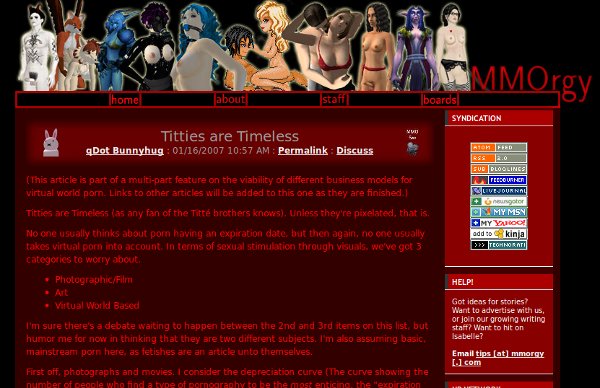 MMOrgy
home
about
staff
boards
Titties are Timeless
qDot Bunnyhug : 01/16/2007 10:57 AM : Permalink : Discuss
(This article is part of a multi-part feature on the viability of different business models for
virtual world porn. Links to other articles will be added to this one as they are finished.)
Titties are Timeless (as any fan of the Titté brothers knows). Unless they're pixelated, that is.
No one usually thinks about porn having an expiration date, but then again, no one usually
takes virtual porn into account. In terms of sexual stimulation through visuals, we've got 3
categories to worry about.
• Photographic/Film
• Art
• Virtual World Based
I'm sure there's a debate waiting to happen between the 2nd and 3rd items on this list, but
humor me for now in thinking that they are two different subjects. I'm also assuming basic,
mainstream porn here, as fetishes are an article unto themselves.
First off, photographs and movies. I consider the depreciation curve (The curve showing the
number of people who find a type of pornography to be the most enticing, the "expiration
SYNDICATION
ATOM FEED
RSS 2.0
SUB BLOGLINES
FEEDBURNER
LIVEJOURNAL
newsgator
MY MSN
MY YAHOO!
add to kinja
TECHNORATI
HELP!
Got ideas for stories?
Want to advertise with us,
or join our growing writing
staff? Want to hit on
Isabelle?
Email tips [at] mmorgy
[.] com